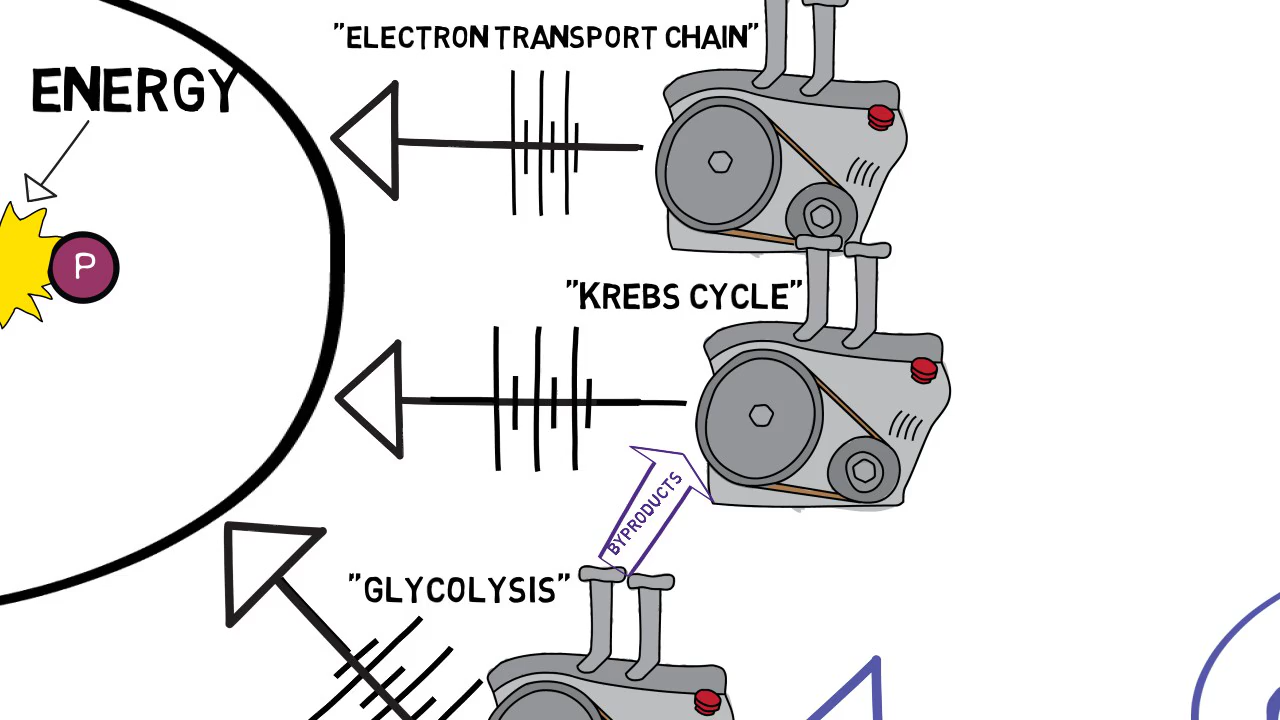 "ELECTRON TRANSPORT CHAIN"
ENERGY
P
"KREBS CYCLE"
BYPRODUCTS
"GLYCOLYSIS"